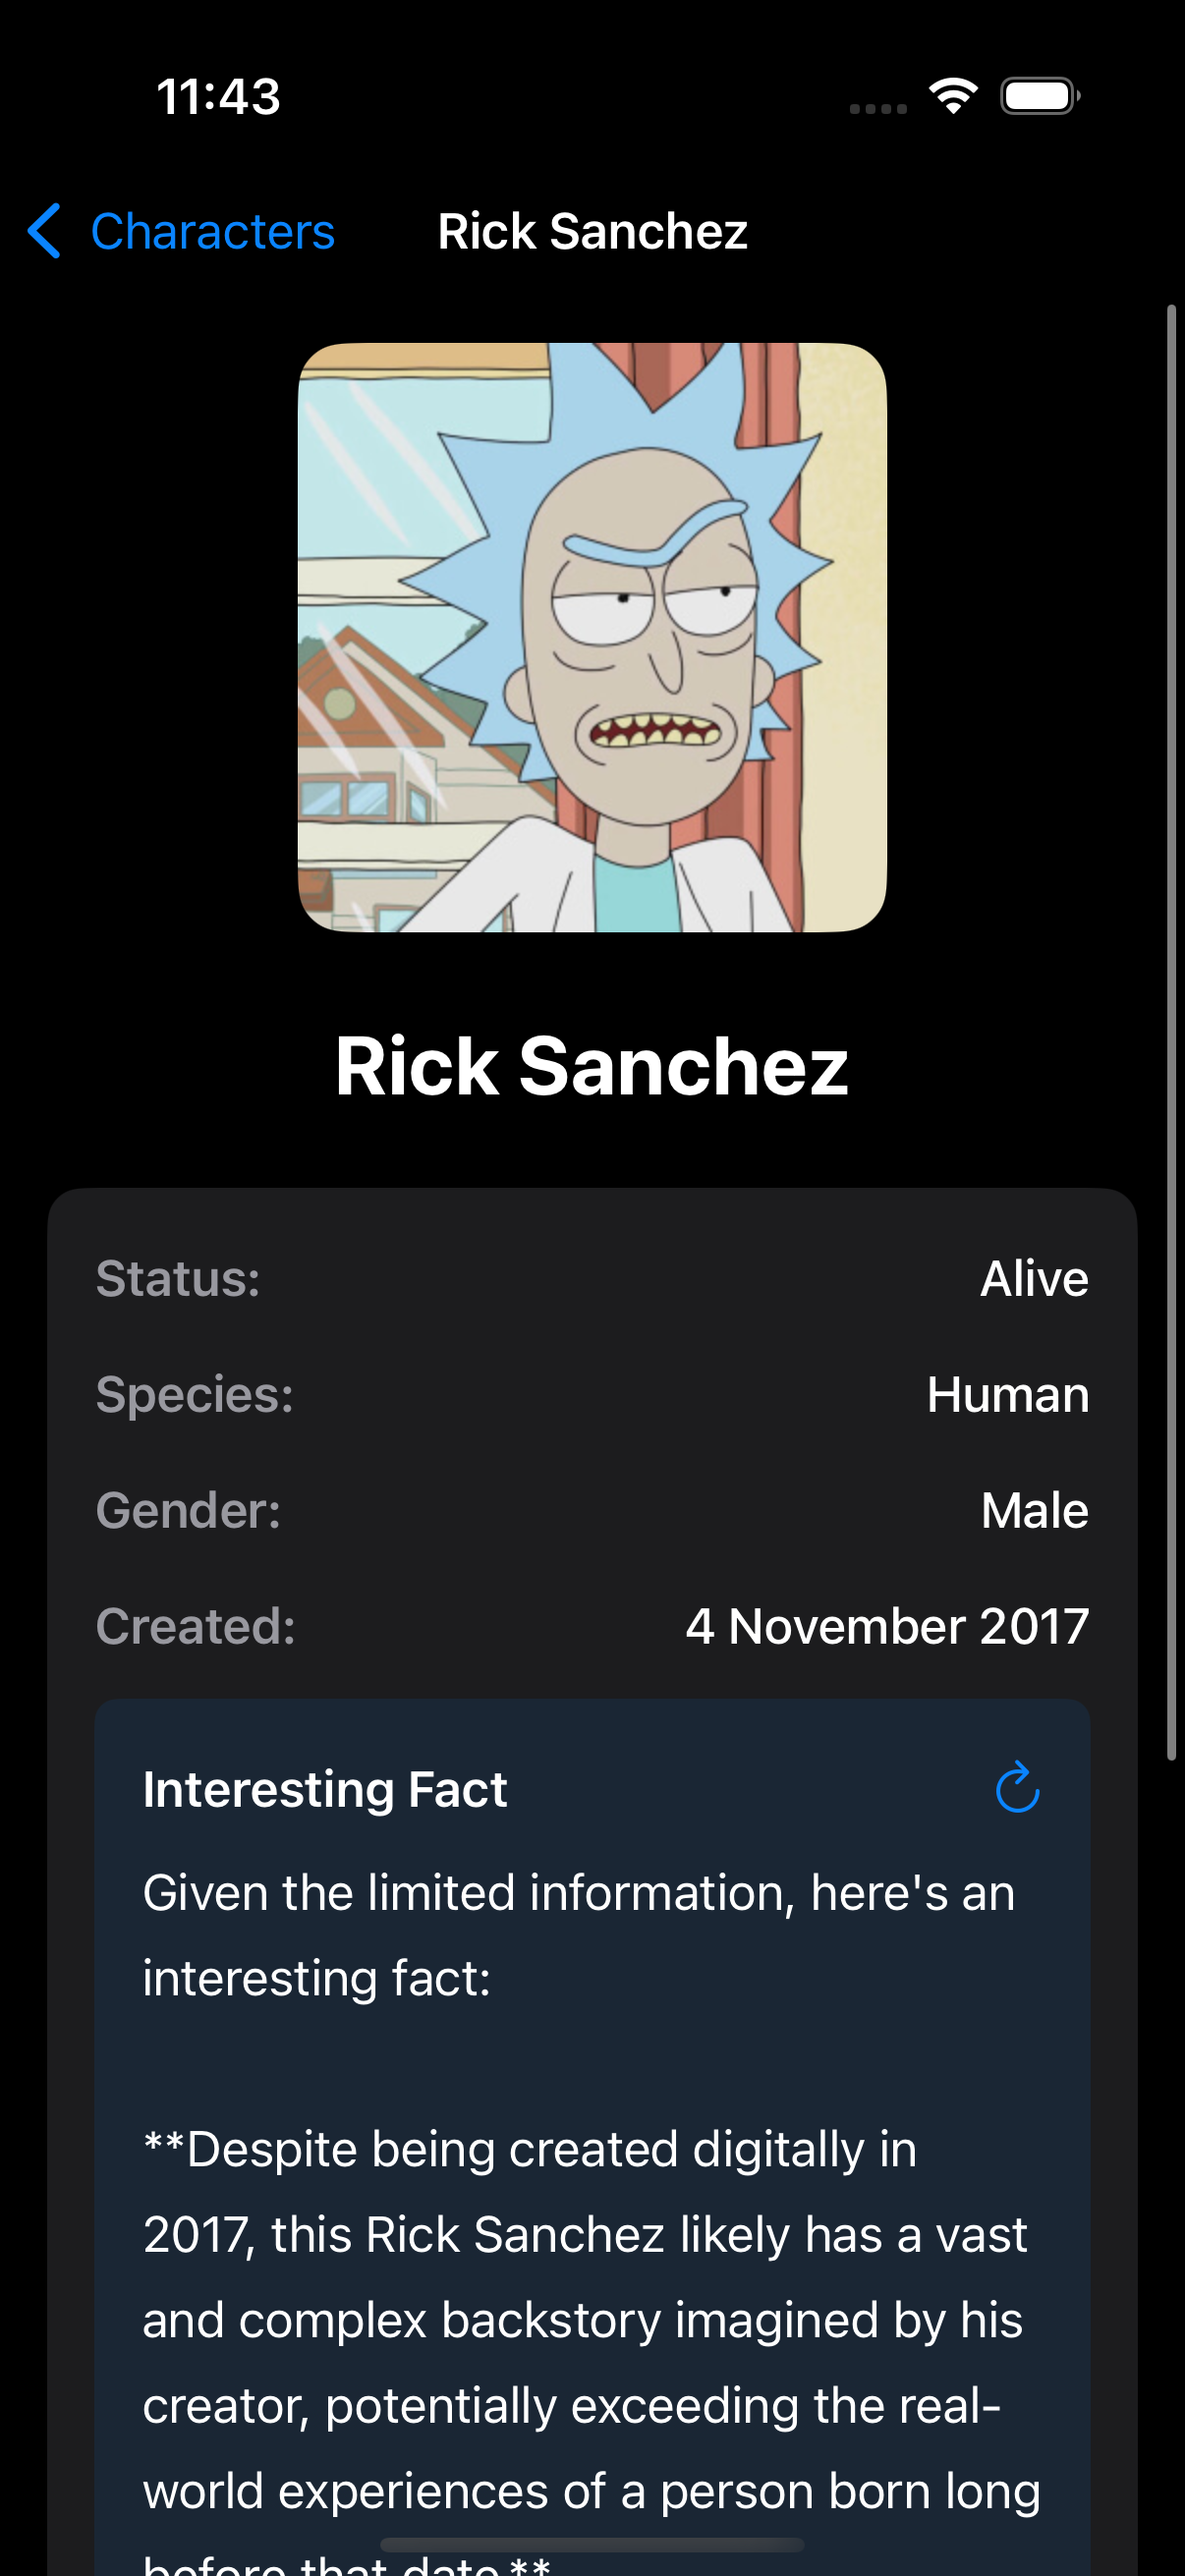 11:43
Characters
Rick Sanchez
Rick Sanchez
Status:
Alive
Species:
Human
Gender:
Male
Created:
4 November 2017
Interesting Fact
Given the limited information, here's an
interesting fact:
**Despite being created digitally in
2017, this Rick Sanchez likely has a vast
and complex backstory imagined by his
creator, potentially exceeding the real-
world experiences of a person born long
before that date.**